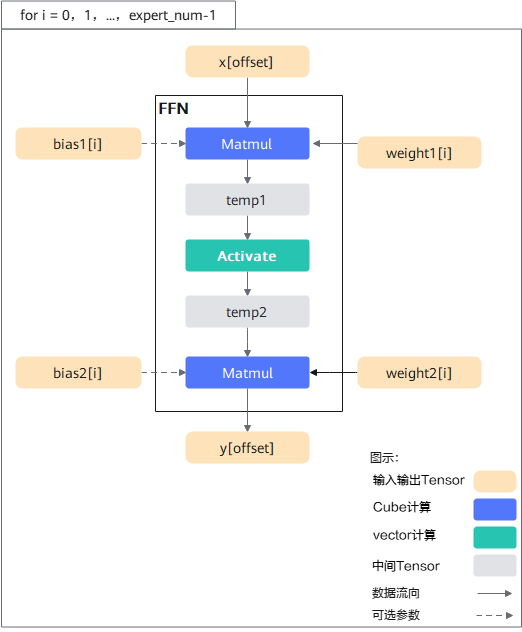 for i = 0，1，...，expert_num-1
x[offset]
FFN
bias1[i]
Matmul
weight1[i]
temp1
Activate
temp2
bias2[i]
Matmul
weight2[i]
y[offset]
图示：
输入输出Tensor
Cube计算
vector计算
中间Tensor
数据流向
可选参数